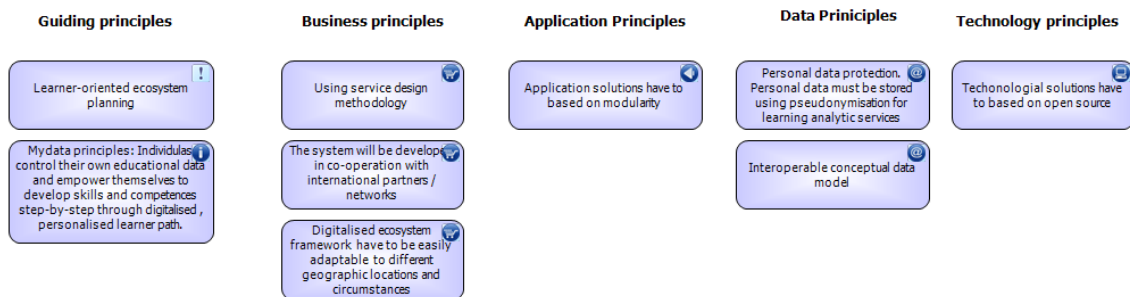 Guiding principles
Learner-oriented ecosystem
planning
Mydata principles: Individulas
control their own educational data
and empower themselves to
develop skills and competences
step-by-step through digitalised ,
personalised learner path.
Business principles
Using service design
methodology
The system will be develope
in co-operation with
international partners /
networks
Digitalised ecosystem
framework have to be easily
adaptable to different
geographic locations and
circumstances
Application Principles
Application solutions have to
based on modularity
Data Priniciples
Personal data protection.
Personal data must be stored
using pseudonymisation for
learning analytic services
Interoperable conceptual data
model
Technology principles
Techonologial solutions have
to based on open source